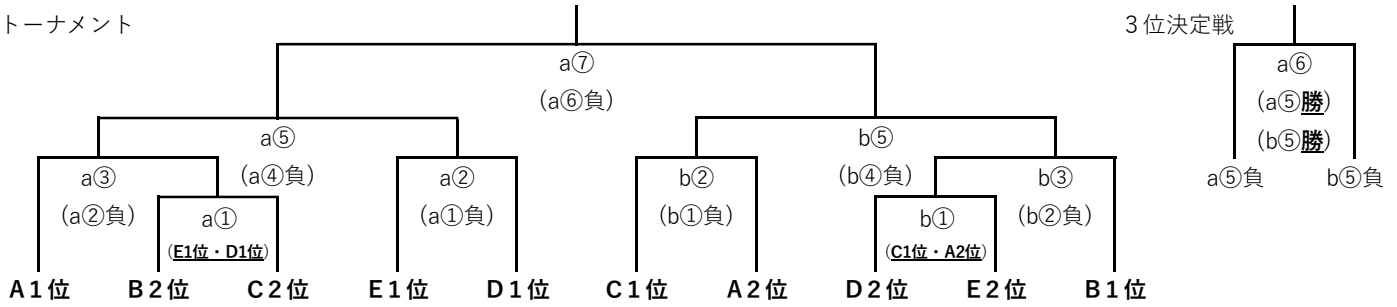 トーナメント
3位決定戦
a⑦
(a⑥負)
a⑥
(a⑤勝)
(b⑤勝)
a⑤負 b⑤負
a⑤
(a④負)
b⑤
(b④負)
a③
(a②負)
a②
(a①負)
b②
(b①負)
b③
(b②負)
a①
(E1位・D1位)
b①
(C1位・A2位)
A1位 B2位 C2位 E1位 D1位 C1位 A2位 D2位 E2位 B1位